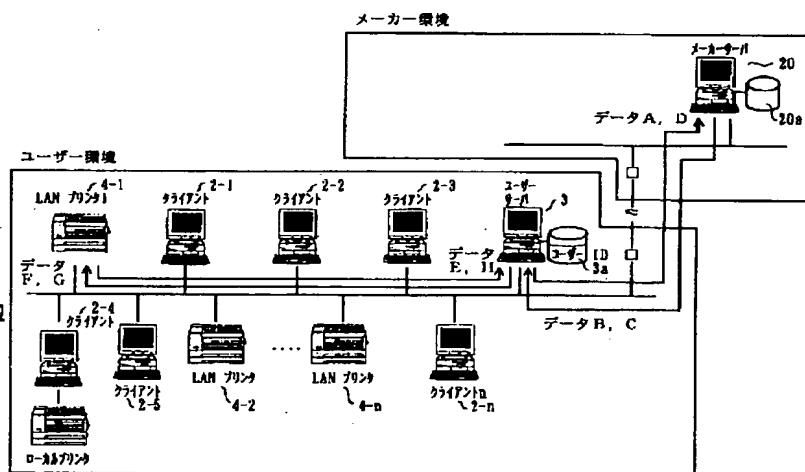 メーカー環境
メーカーサーバ
20
20a
データA, D
ユーザー環境
4-1
LAN プリンタ1
2-1
クライアント
2-2
クライアント
2-3
クライアント
ユーザー
サーバ
3
ユーザー ID
3a
データ
F, G
データ
E, H
データB, C
2-4
クライアント
クライアント
2-5
LAN プリンタ
4-2
....
LAN プリンタ
4-n
クライアントn
2-n
ローカルプリンタ